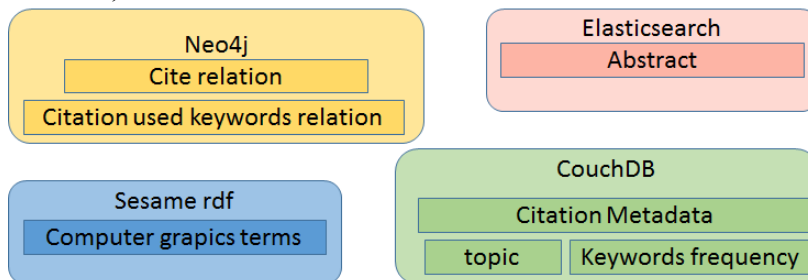 Neo4j
Cite relation
Citation used keywords relation
Elasticsearch
Abstract
Sesame rdf
Computer grapics terms
CouchDB
Citation Metadata
topic
Keywords frequency